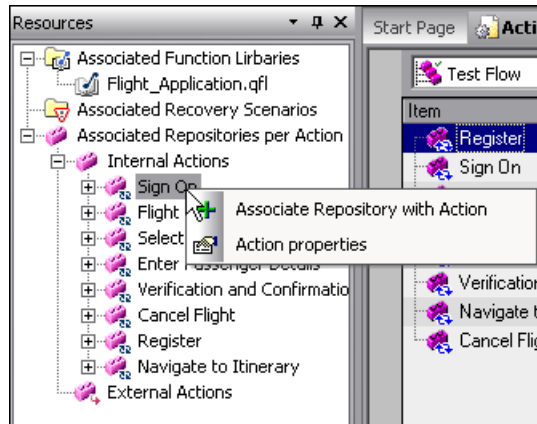 Resources
Start Page
Acti
Associated Function Lirbaries
Flight_Application.qfl
Associated Recovery Scenarios
Associated Repositories per Action
Internal Actions
Sign On
Flight
Select
Enter Passenger Details
Verification and Confirmatio
Cancel Flight
Register
Navigate to Itinerary
External Actions
Associate Repository with Action
Action properties
Test Flow
Item
Register
Sign On
Verification
Navigate t
Cancel Flig